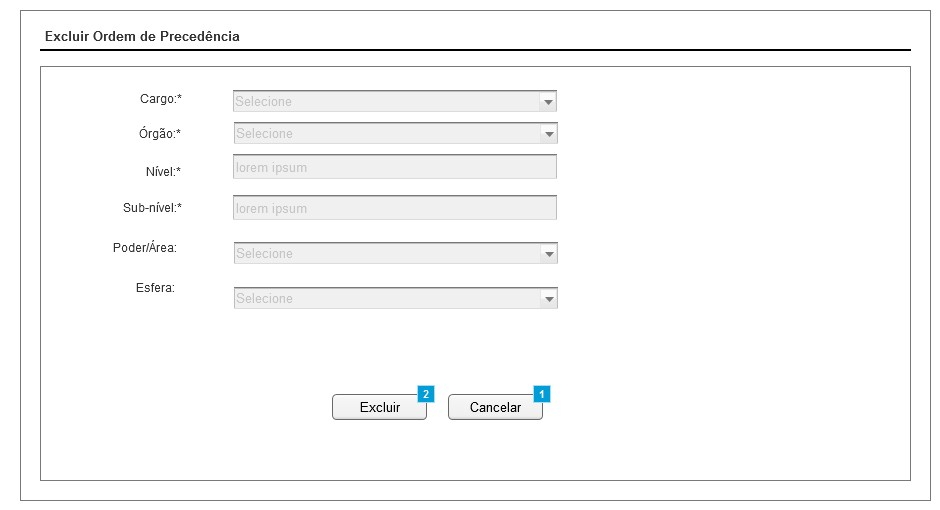 Excluir Ordem de Precedência
Cargo:* Selecione
Órgão:* Selecione
Nível:* lorem ipsum
Sub-nível:* lorem ipsum
Poder/Área: Selecione
Esfera: Selecione
Excluir 2 Cancelar 1